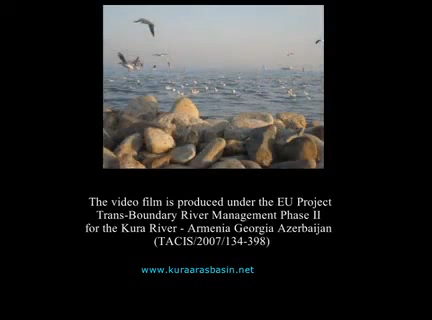 The video film is produced under the EU Project
Trans-Boundary River Management Phase II
for the Kura River - Armenia Georgia Azerbaijan
(TACIS/2007/134-398)
www.kuraarasbasin.net